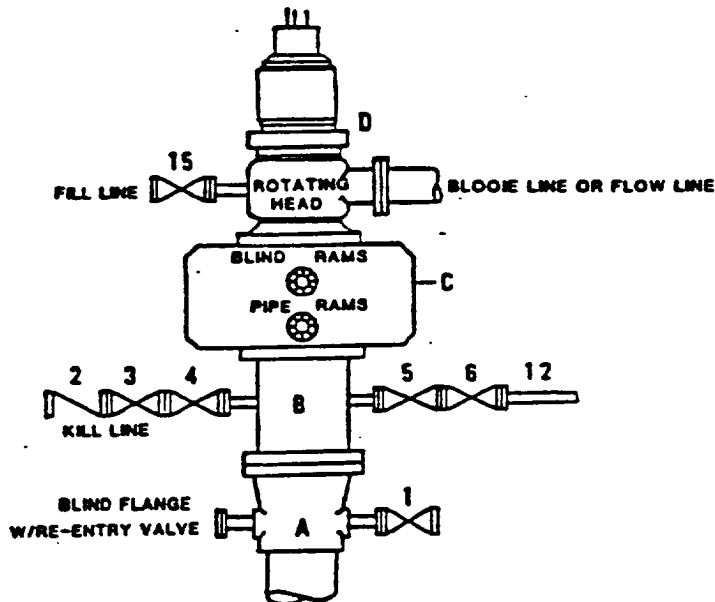 D
15
FILL LINE
ROTATING
HEAD
BLOOIE LINE OR FLOW LINE
BLIND RAMS
C
PIPE RAMS
2 3 4
5 6 12
B
KILL LINE
BLIND FLANGE
W/RE-ENTRY VALVE
A
1